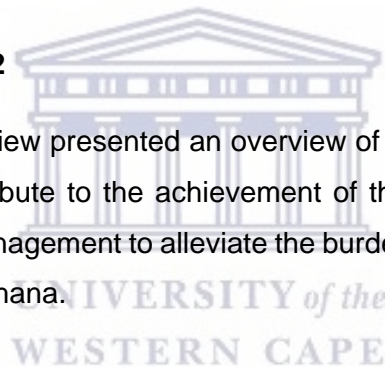 2
view presented an overview of
bute to the achievement of th
nagement to alleviate the burde
hana.
UNIVERSITY of the
WESTERN CAPE